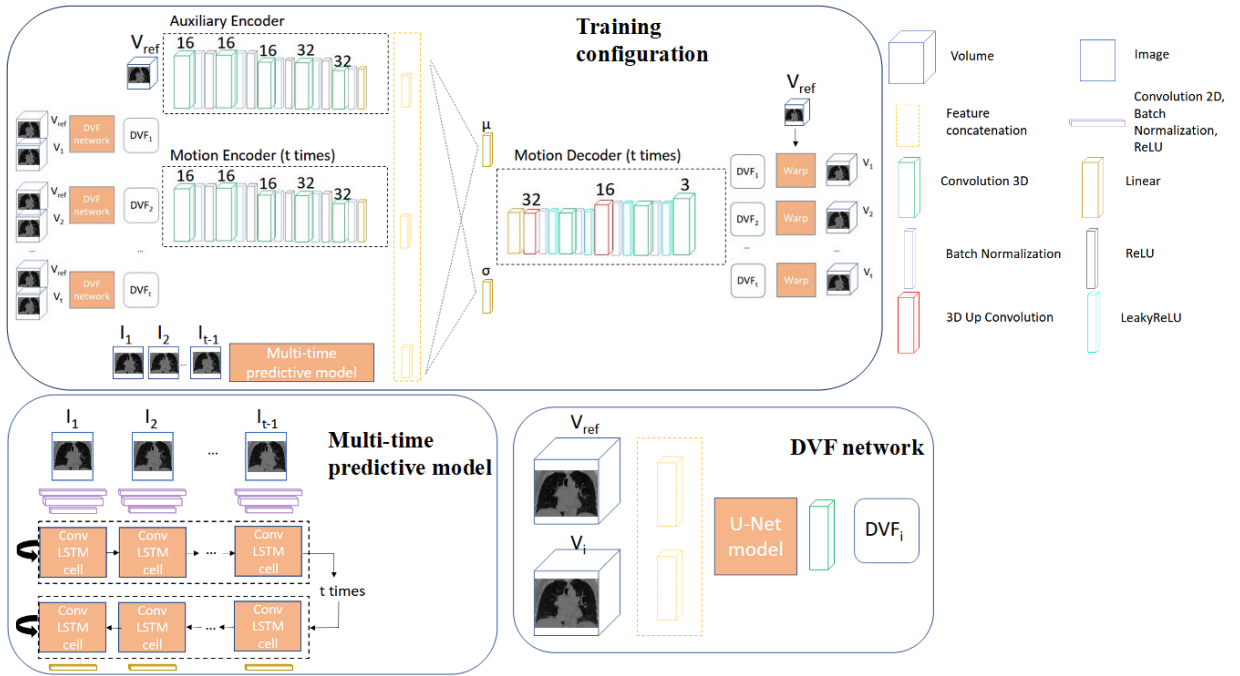 Training
configuration
Auxiliary Encoder
V_ref
16 16 16 32 32
V_ref
V_1
DVF
network
DVF_1
V_ref
V_2
DVF
network
DVF_2
...
V_ref
V_t
DVF
network
DVF_t
Motion Encoder (t times)
16 16 16 32 32
I_1 I_2 ... I_t-1
Multi-time
predictive model
μ
σ
Motion Decoder (t times)
32 16 3
V_ref
DVF_1 Warp V_1
DVF_2 Warp V_2
... ...
DVF_t Warp V_t
Volume
Image
Feature
concatenation
Convolution 2D,
Batch
Normalization,
ReLU
Convolution 3D
Linear
Batch Normalization
ReLU
3D Up Convolution
LeakyReLU
Multi-time
predictive model
I_1 I_2 ... I_t-1
Conv
LSTM
cell
Conv
LSTM
cell
...
Conv
LSTM
cell
t times
Conv
LSTM
cell
Conv
LSTM
cell
...
Conv
LSTM
cell
DVF network
V_ref
V_i
U-Net
model
DVF_i